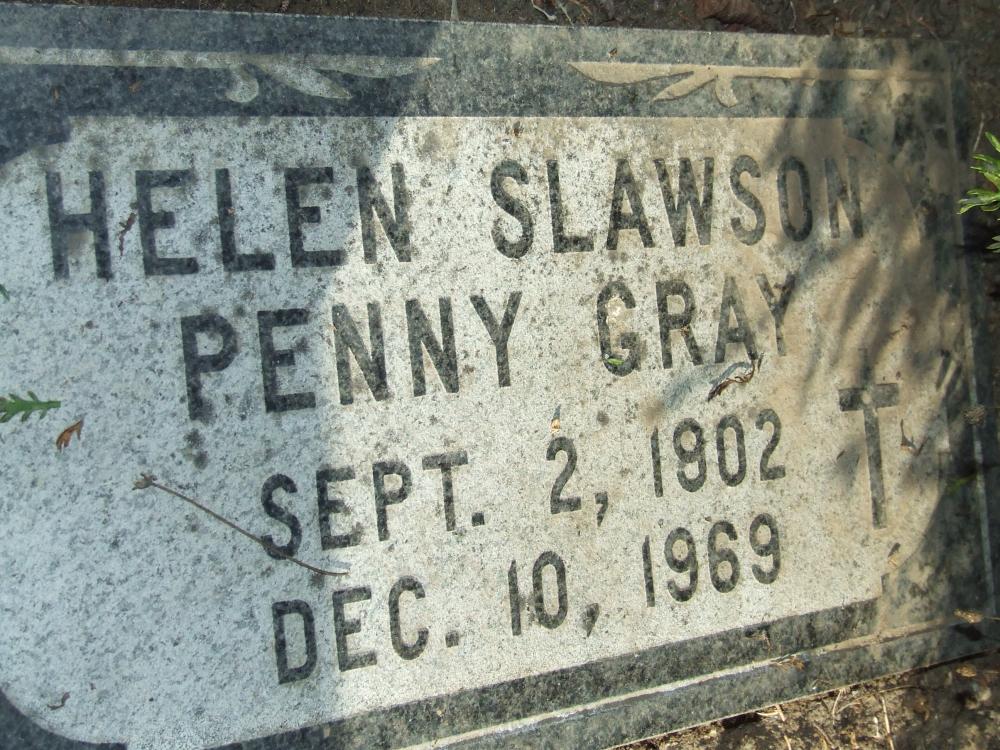 HELEN SLAWSON
PENNY GRAY
SEPT. 2, 1902
DEC. 10, 1969